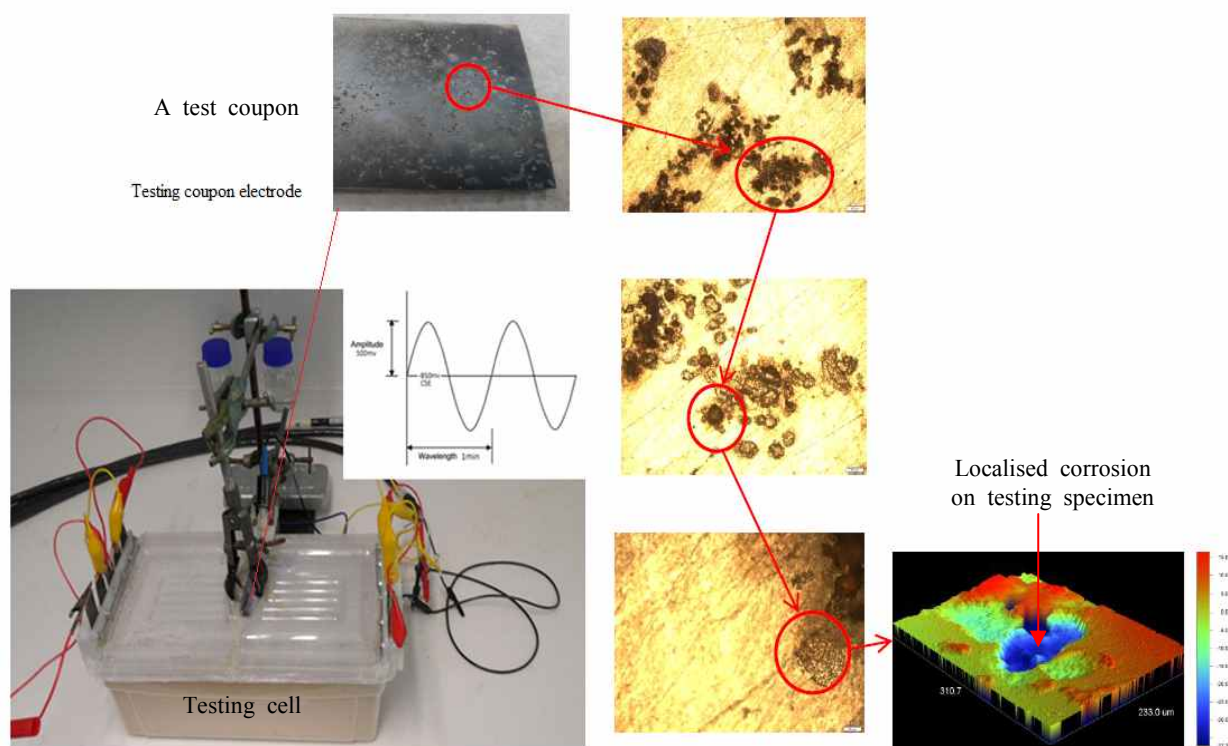 A test coupon
Testing coupon electrode
Amplitude
500mv
-850mv
CSE
Wavelength 1min
Testing cell
Localised corrosion
on testing specimen
310.7
233.0 um